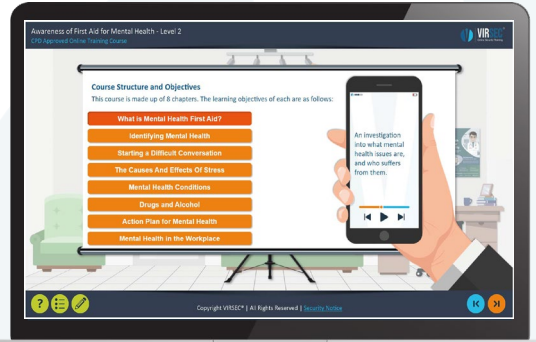 Awareness of First Aid for Mental Health - Level 2
CPD Approved Online Training Course
VIRSEC
Course Structure and Objectives
This course is made up of 8 chapters. The learning objectives of each are as follows:
What is Mental Health First Aid?
Identifying Mental Health
Starting a Difficult Conversation
The Causes And Effects Of Stress
Mental Health Conditions
Drugs and Alcohol
Action Plan for Mental Health
Mental Health in the Workplace
An investigation
into what mental
health issues are,
and who suffers
from them.
?
Copyright VIRSEC® | All Rights Reserved | Security Notice